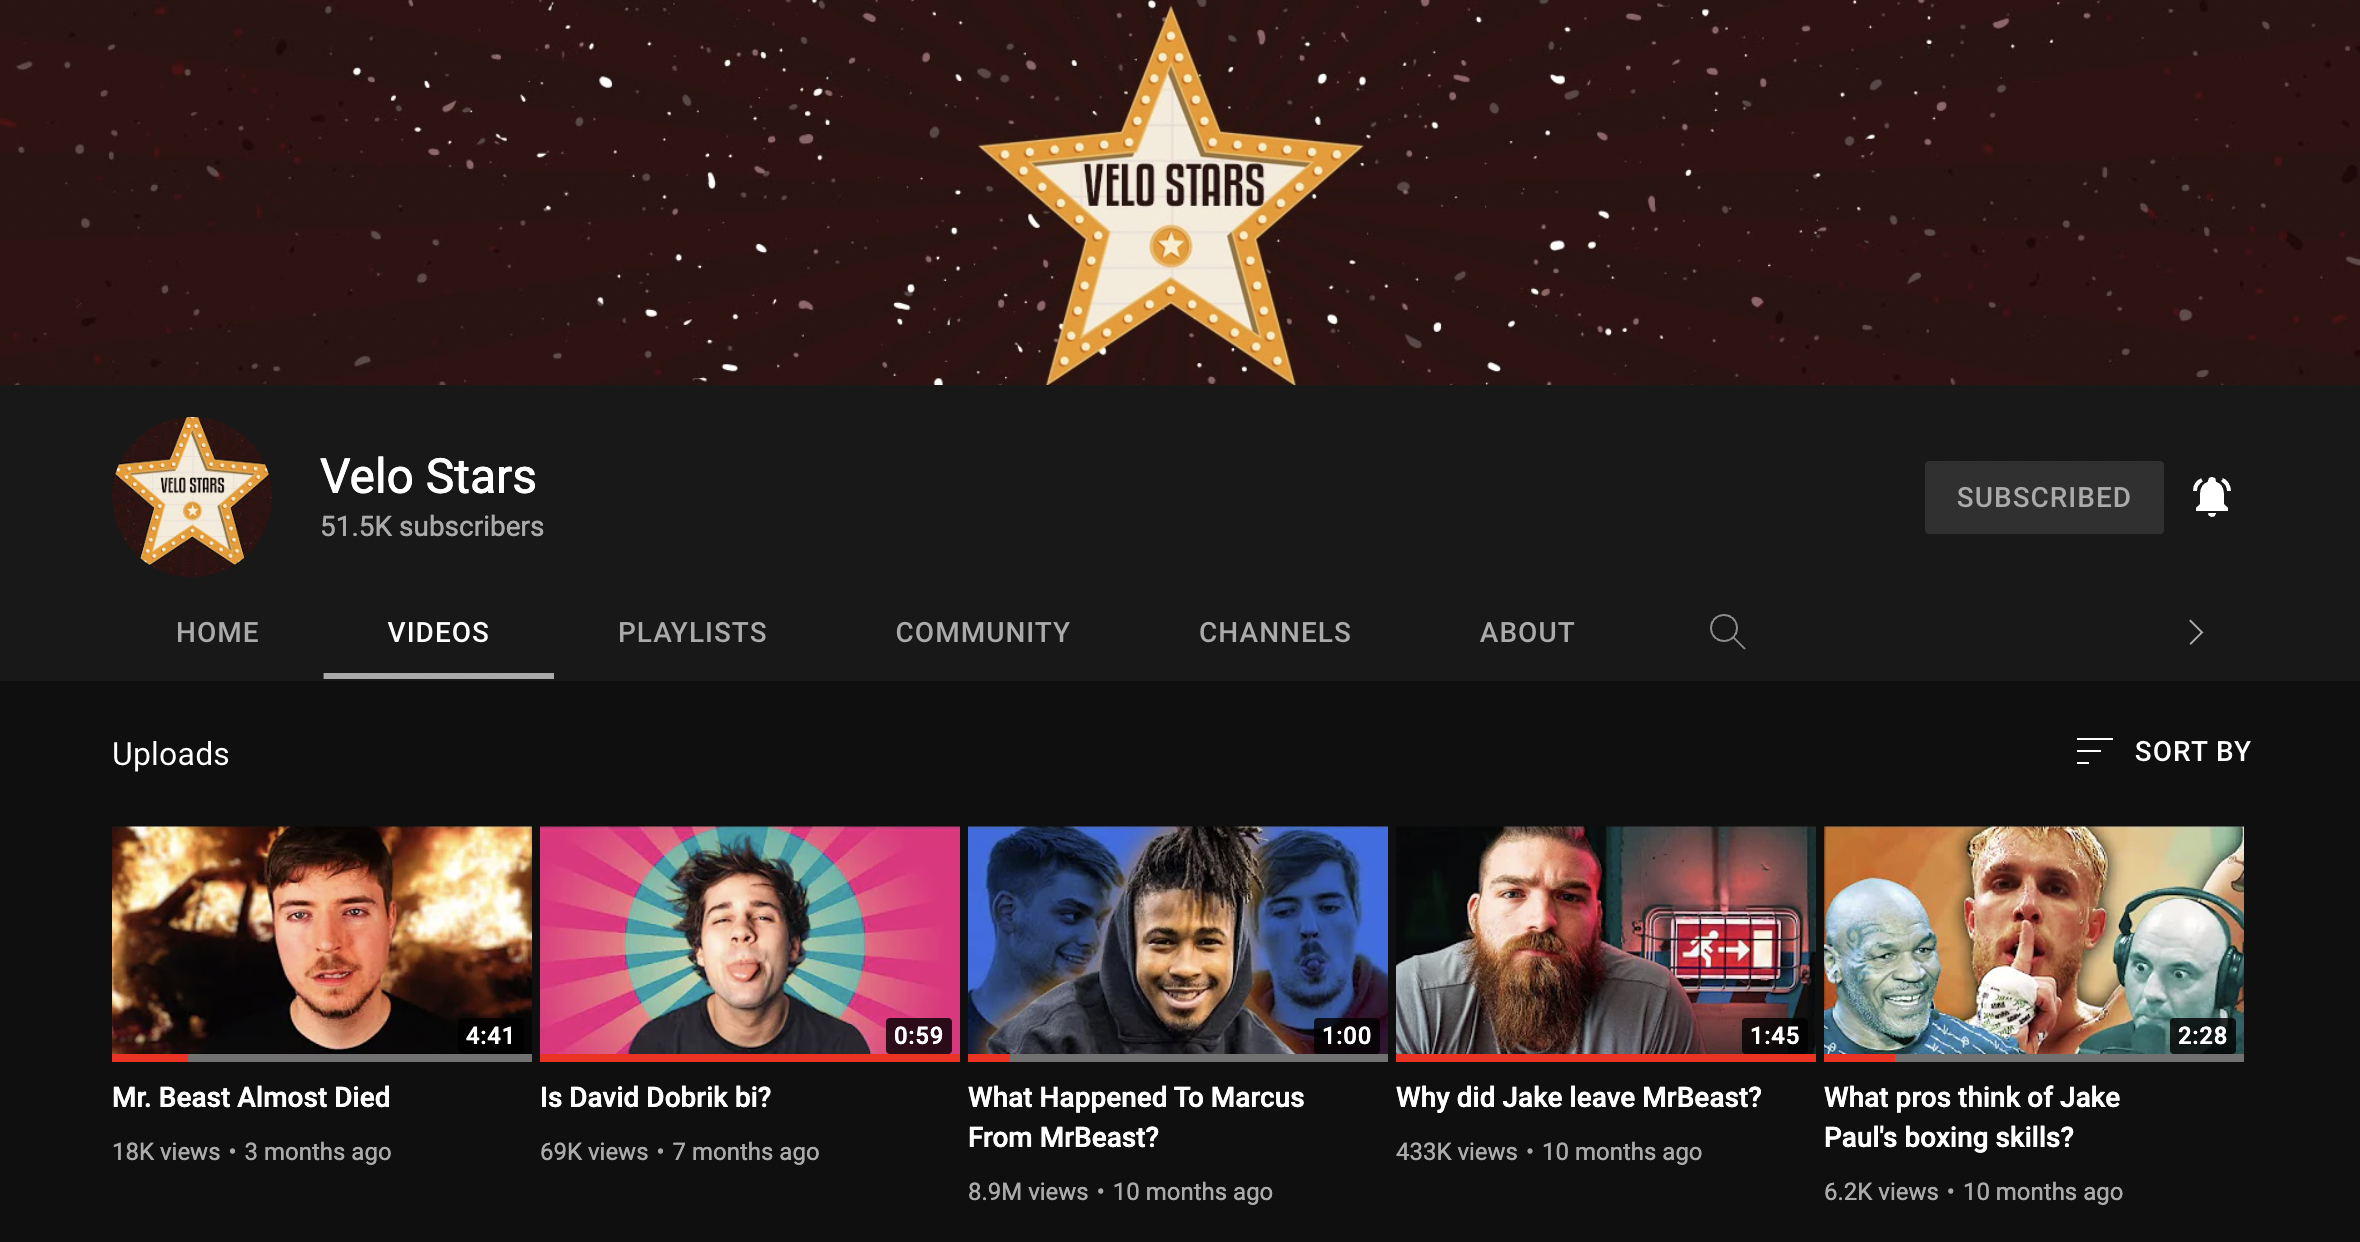 VELO STARS
VELO STARS
Velo Stars
51.5K subscribers
SUBSCRIBED
HOME
VIDEOS
PLAYLISTS
COMMUNITY
CHANNELS
ABOUT
Uploads
SORT BY
4:41
0:59
1:00
1:45
2:28
Mr. Beast Almost Died
18K views • 3 months ago
Is David Dobrik bi?
69K views • 7 months ago
What Happened To Marcus
From MrBeast?
8.9M views • 10 months ago
Why did Jake leave MrBeast?
433K views • 10 months ago
What pros think of Jake
Paul's boxing skills?
6.2K views • 10 months ago